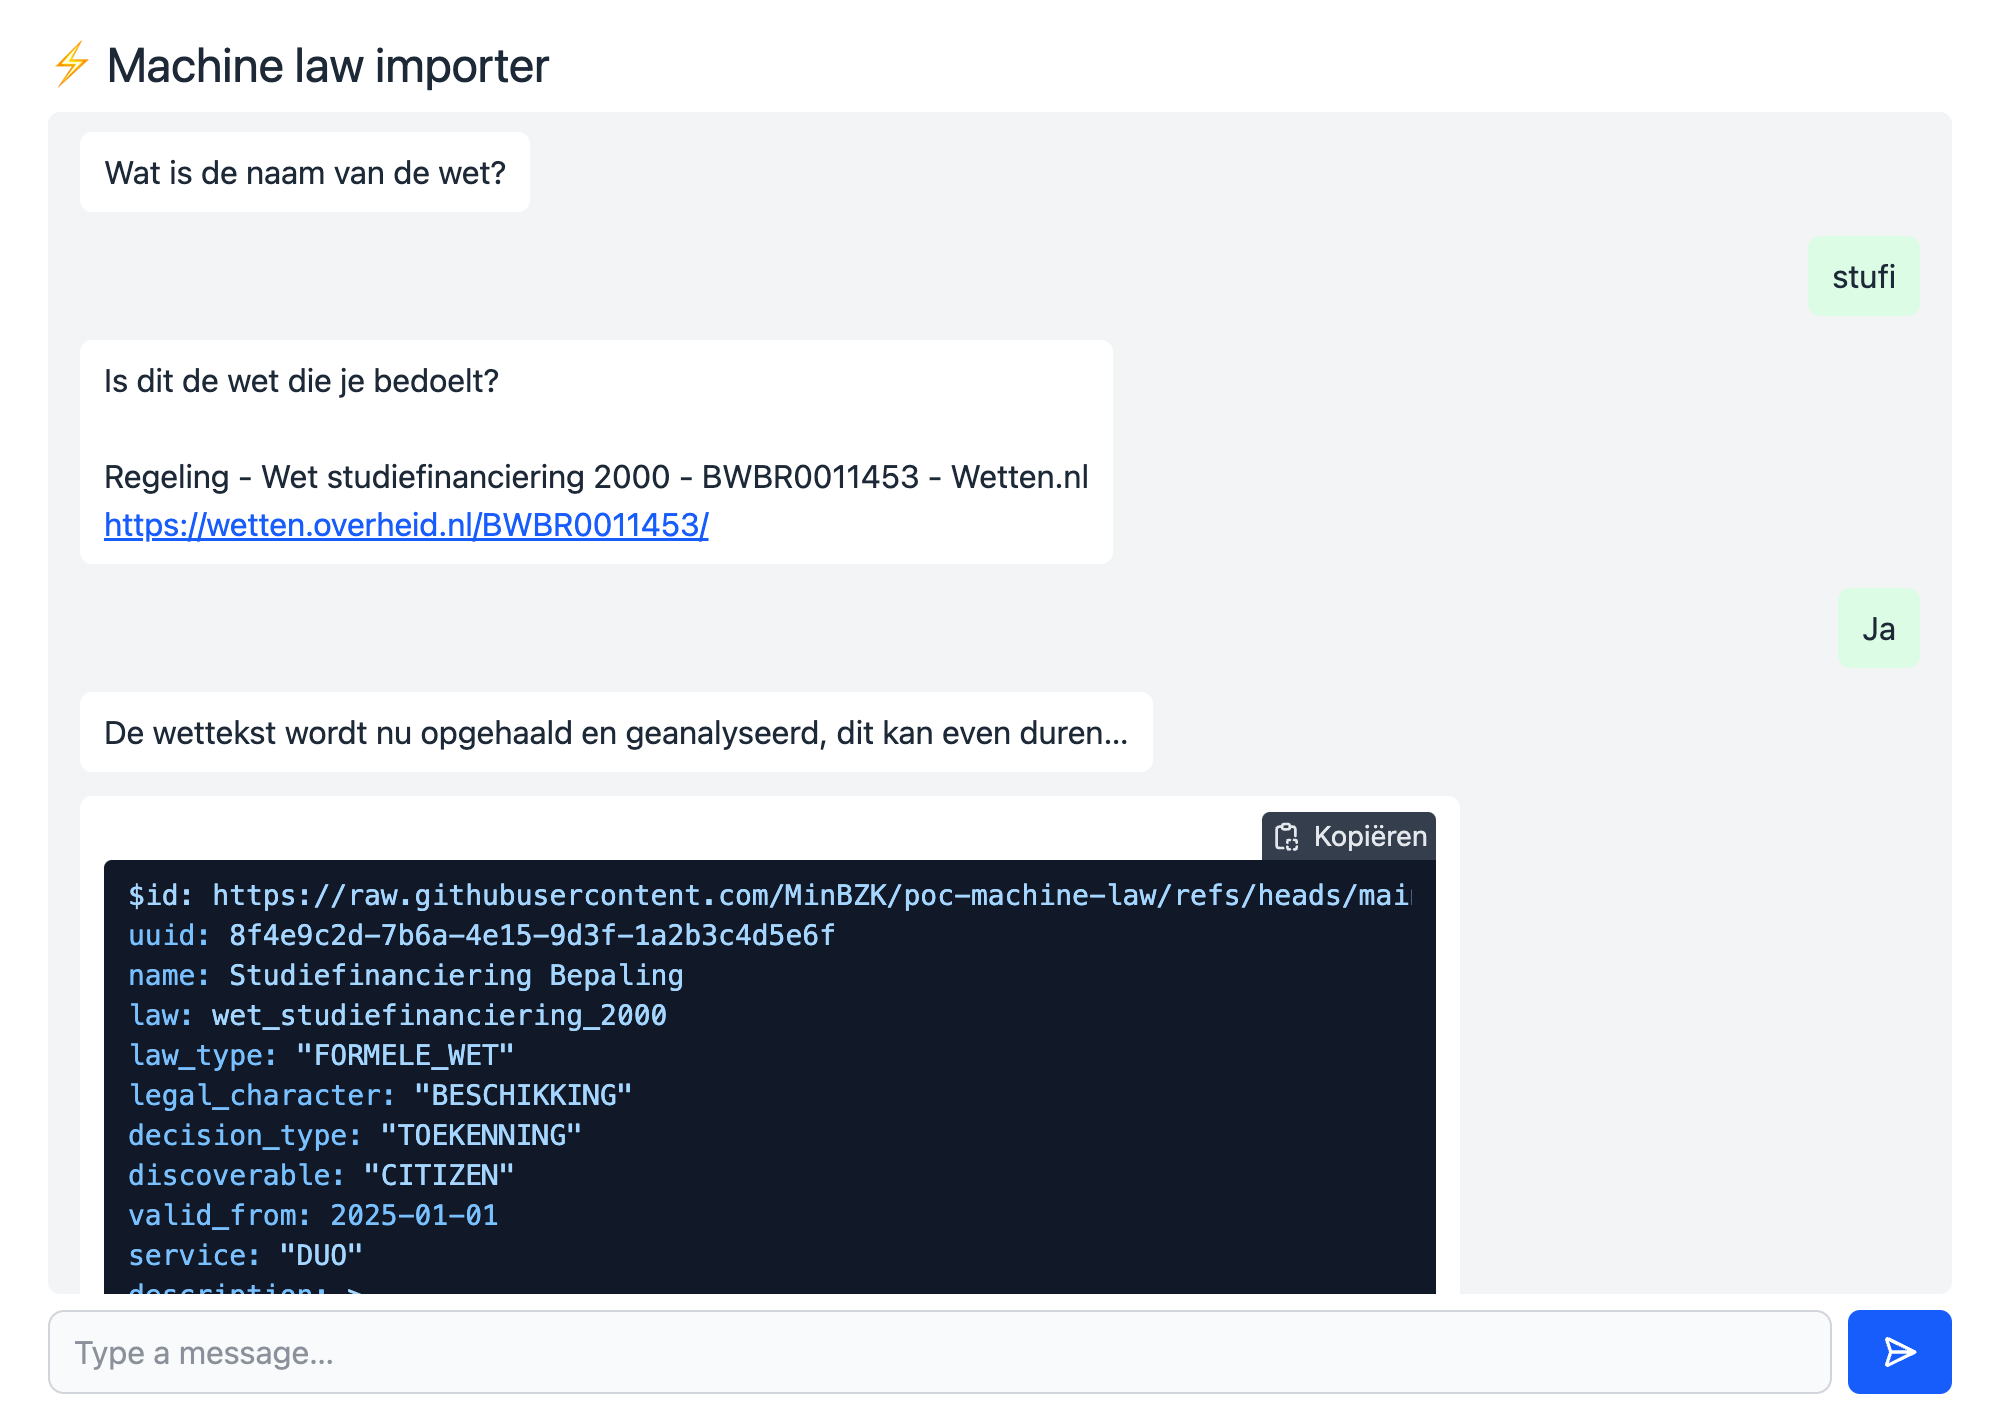 ⚡ Machine law importer
Wat is de naam van de wet?
stufi
Is dit de wet die je bedoelt?
Regeling - Wet studiefinanciering 2000 - BWBR0011453 - Wetten.nl
https://wetten.overheid.nl/BWBR0011453/
Ja
De wettekst wordt nu opgehaald en geanalyseerd, dit kan even duren...
Kopiëren
$id: https://raw.githubusercontent.com/MinBZK/poc-machine-law/refs/heads/mai
uuid: 8f4e9c2d-7b6a-4e15-9d3f-1a2b3c4d5e6f
name: Studiefinanciering Bepaling
law: wet_studiefinanciering_2000
law_type: "FORMELE_WET"
legal_character: "BESCHIKKING"
decision_type: "TOEKENNING"
discoverable: "CITIZEN"
valid_from: 2025-01-01
service: "DUO"
description: >
Type a message...